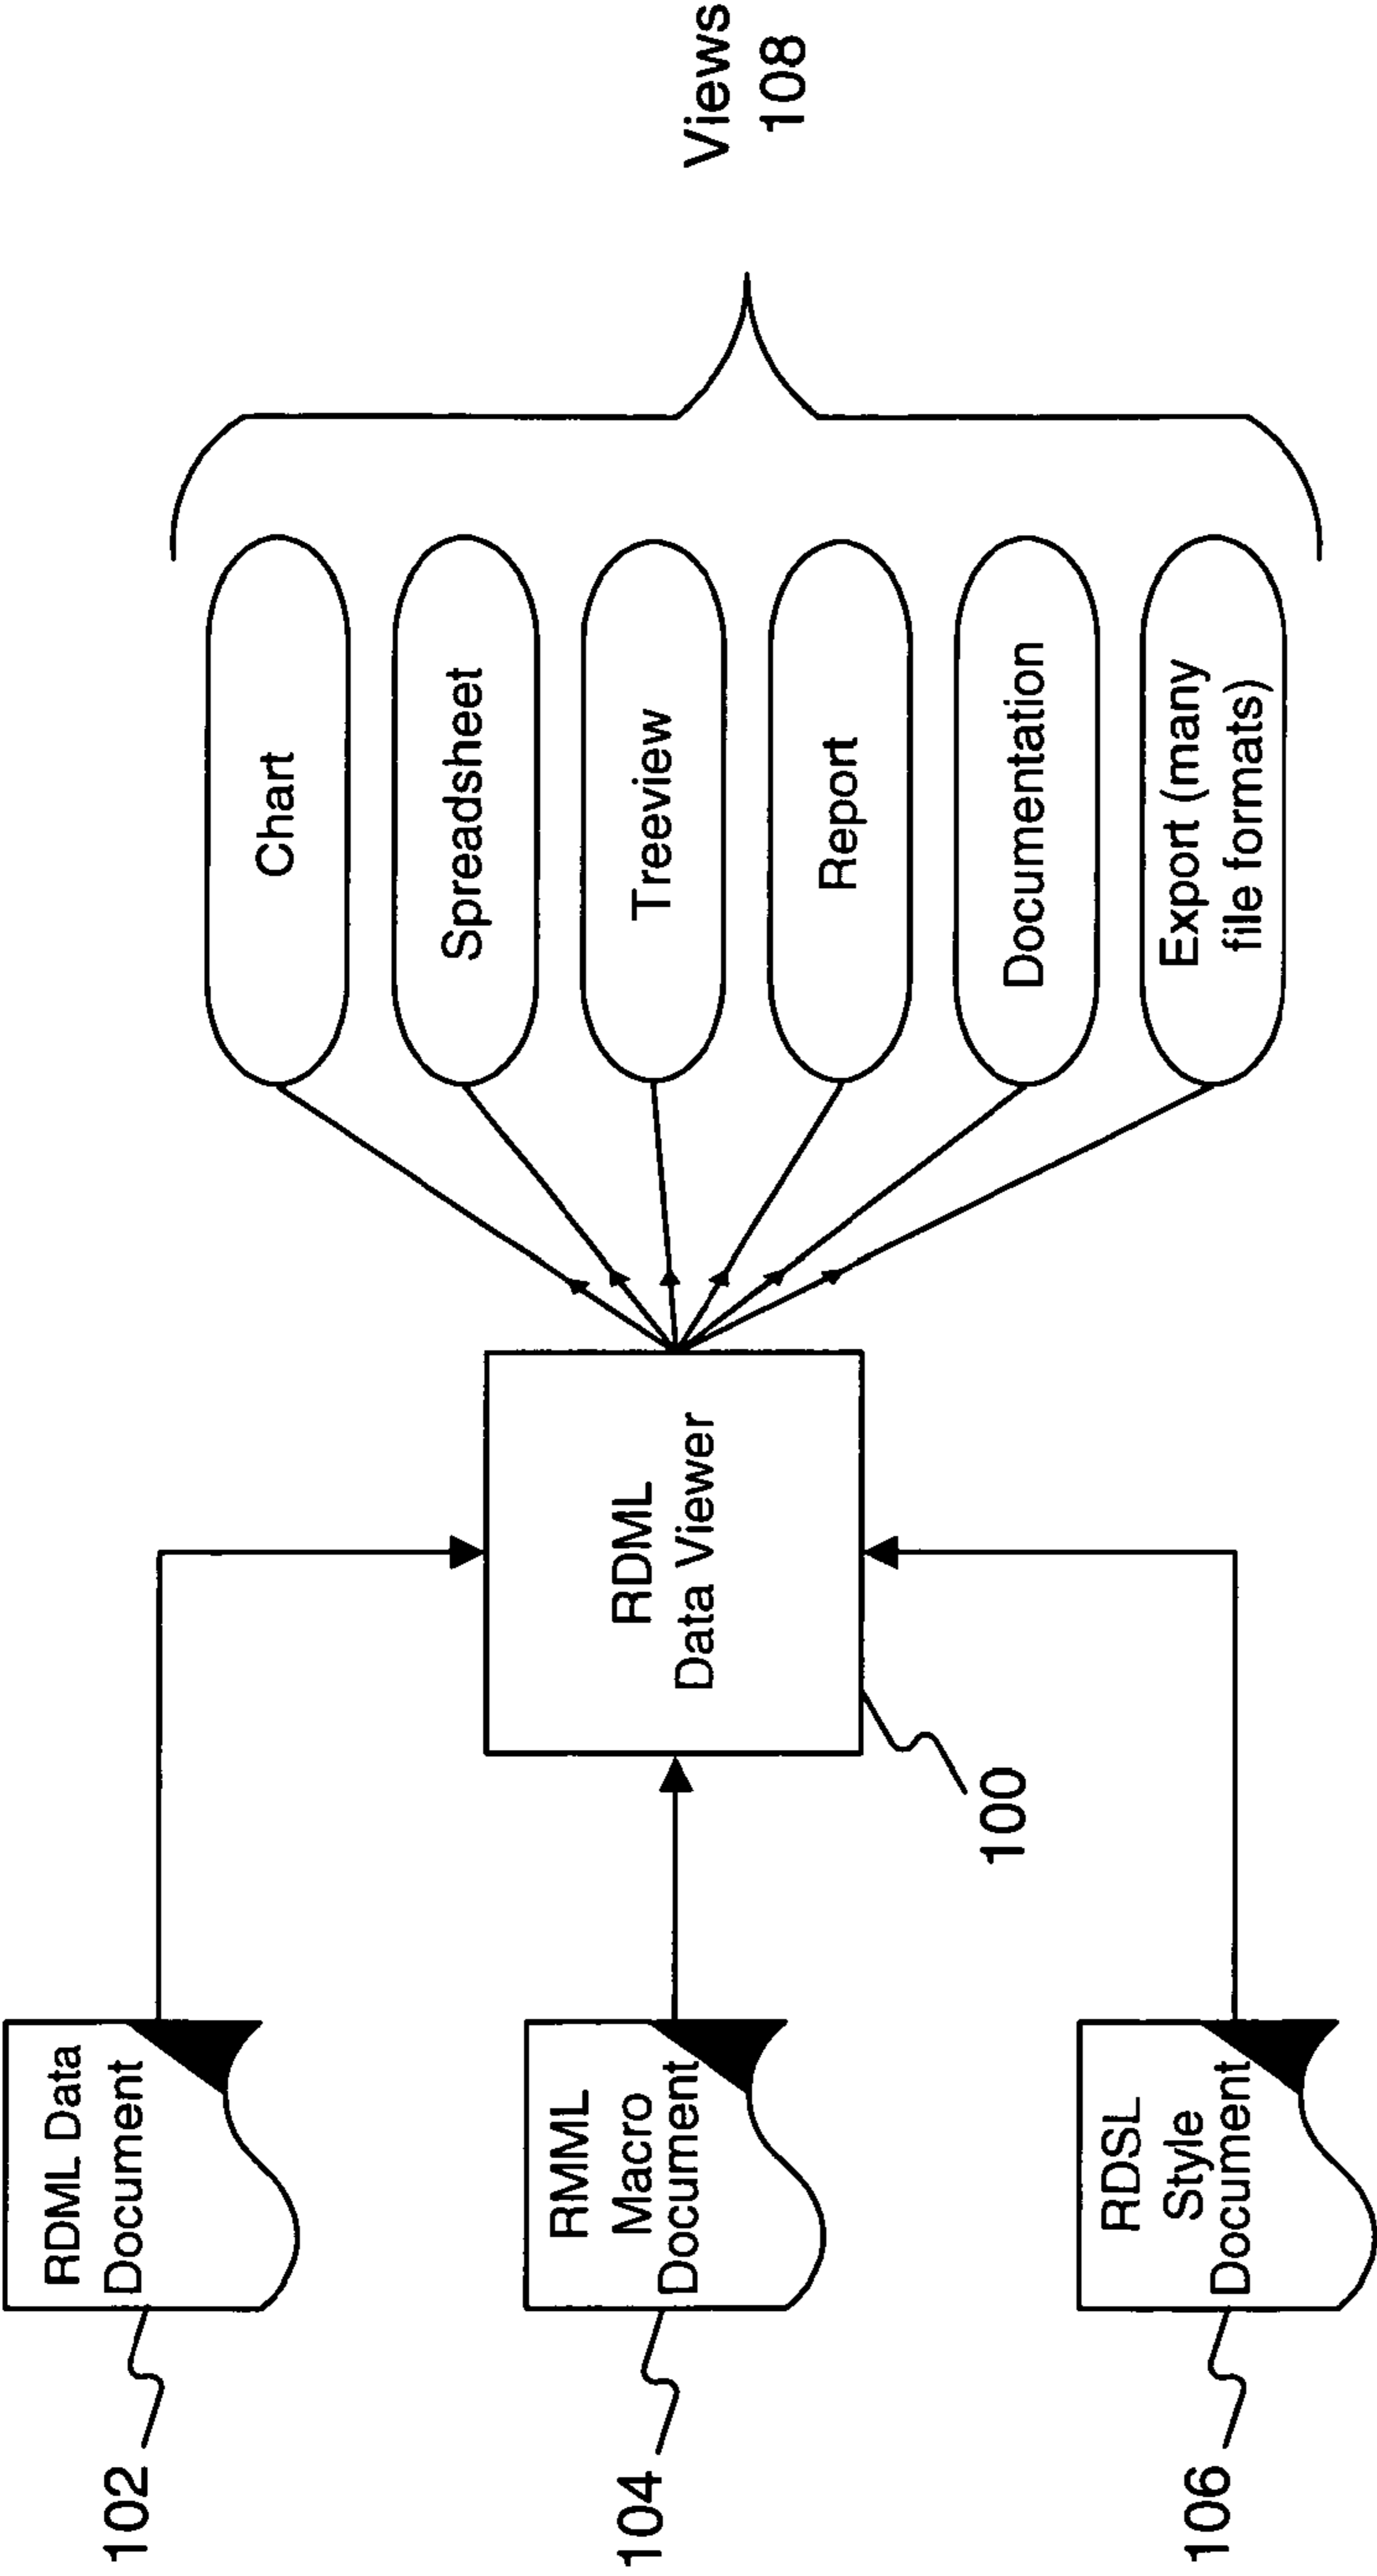 102
RDML Data
Document
104
RMML
Macro
Document
106
RDSL
Style
Document
RDML
Data Viewer
100
Chart
Spreadsheet
Treeview
Report
Documentation
Export (many
file formats)
Views
108